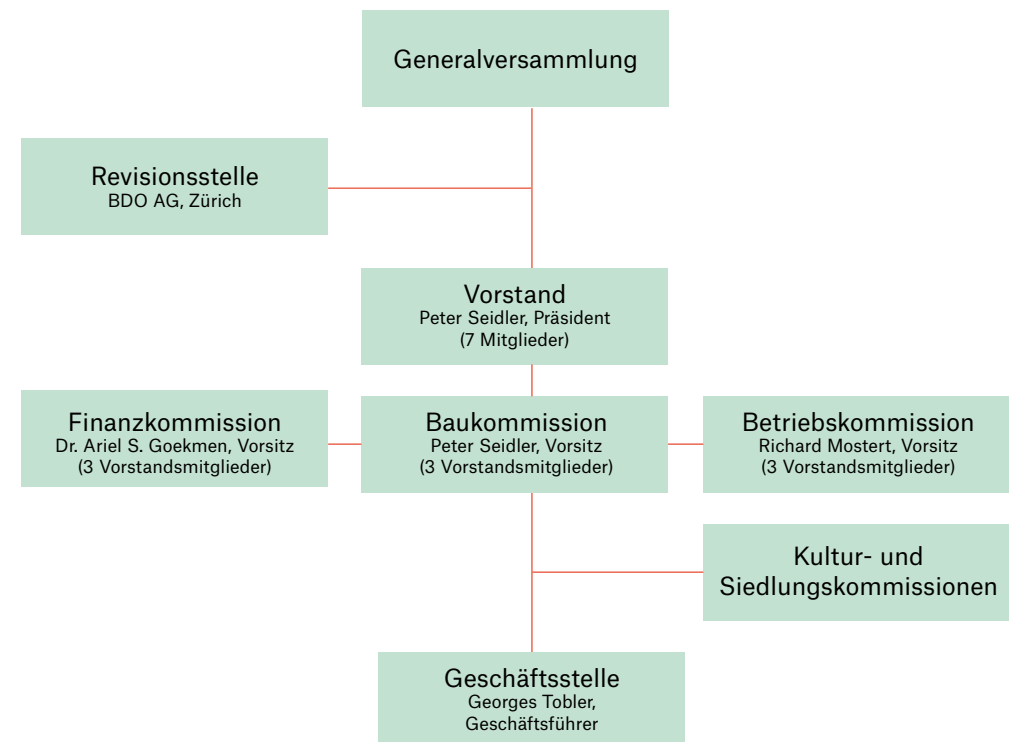 Generalversammlung
Revisionsstelle
BDO AG, Zürich
Vorstand
Peter Seidler, Präsident
(7 Mitglieder)
Finanzkommission
Dr. Ariel S. Goekmen, Vorsitz
(3 Vorstandsmitglieder)
Baukommission
Peter Seidler, Vorsitz
(3 Vorstandsmitglieder)
Betriebskommission
Richard Mostert, Vorsitz
(3 Vorstandsmitglieder)
Kultur- und
Siedlungskommissionen
Geschäftsstelle
Georges Tobler,
Geschäftsführer